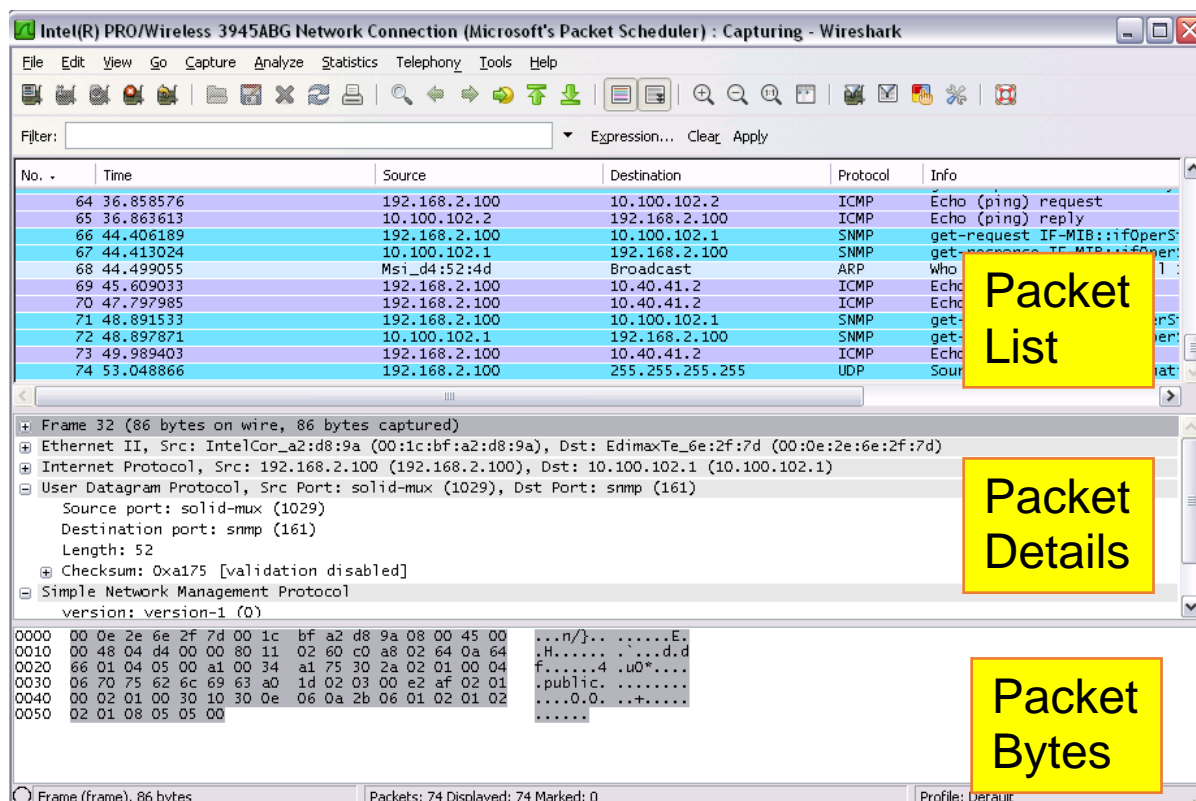 Intel(R) PRO/Wireless 3945ABG Network Connection (Microsoft's Packet Scheduler) : Capturing - Wireshark
File Edit View Go Capture Analyze Statistics Telephony Tools Help
Filter: Expression... Clear Apply
No. Time Source Destination Protocol Info
64 36.858576 192.168.2.100 10.100.102.2 ICMP Echo (ping) request
65 36.863613 10.100.102.2 192.168.2.100 ICMP Echo (ping) reply
66 44.406189 192.168.2.100 10.100.102.1 SNMP get-request IF-MIB::ifOperS
67 44.413024 10.100.102.1 192.168.2.100 SNMP get-response IF-MIB::ifOper
68 44.499055 Msi_d4:52:4d Broadcast ARP Who
69 45.609033 192.168.2.100 10.40.41.2 ICMP Echo
70 47.797985 192.168.2.100 10.40.41.2 ICMP Echo
71 48.891533 192.168.2.100 10.100.102.1 SNMP get-
72 48.897871 10.100.102.1 192.168.2.100 SNMP get-
73 49.989403 192.168.2.100 10.40.41.2 ICMP Echo
74 53.048866 192.168.2.100 255.255.255.255 UDP Sour
Packet
List
Frame 32 (86 bytes on wire, 86 bytes captured)
Ethernet II, Src: IntelCor_a2:d8:9a (00:1c:bf:a2:d8:9a), Dst: EdimaxTe_6e:2f:7d (00:0e:2e:6e:2f:7d)
Internet Protocol, Src: 192.168.2.100 (192.168.2.100), Dst: 10.100.102.1 (10.100.102.1)
User Datagram Protocol, Src Port: solid-mux (1029), Dst Port: snmp (161)
Source port: solid-mux (1029)
Destination port: snmp (161)
Length: 52
Checksum: 0xa175 [validation disabled]
Simple Network Management Protocol
version: version-1 (0)
Packet
Details
0000 00 0e 2e 6e 2f 7d 00 1c bf a2 d8 9a 08 00 45 00 ...n/}.. ......E.
0010 00 48 04 d4 00 00 80 11 02 60 c0 a8 02 64 0a 64 .H...... .`...d.d
0020 66 01 04 05 00 a1 00 34 a1 75 30 2a 02 01 00 04 f......4 .u0*....
0030 06 70 75 62 6c 69 63 a0 1d 02 03 00 e2 af 02 01 .public. ........
0040 00 02 01 00 30 10 30 0e 06 0a 2b 06 01 02 01 02 ....0.0. ..+.....
0050 02 01 08 05 05 00 ......
Packet
Bytes
Frame (frame), 86 bytes Packets: 74 Displayed: 74 Marked: 0 Profile: Default